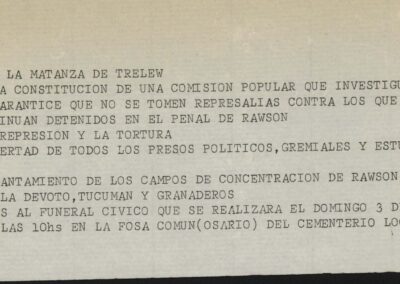 LA MATANZA DE TRELEW
A CONSTITUCION DE UNA COMISION POPULAR QUE INVESTIGU
ARANTICE QUE NO SE TOMEN REPRESALIAS CONTRA LOS QUE
INUAN DETENIDOS EN EL PENAL DE RAWSON
REPRESION Y LA TORTURA
ERTAD DE TODOS LOS PRESOS POLITICOS,GREMIALES Y ESTU
ANTAMIENTO DE LOS CAMPOS DE CONCENTRACION DE RAWSON
LA DEVOTO,TUCUMAN Y GRANADEROS
S AL FUNERAL CIVICO QUE SE REALIZARA EL DOMINGO 3 D
LAS 10hs EN LA FOSA COMUN(OSARIO) DEL CEMENTERIO LO